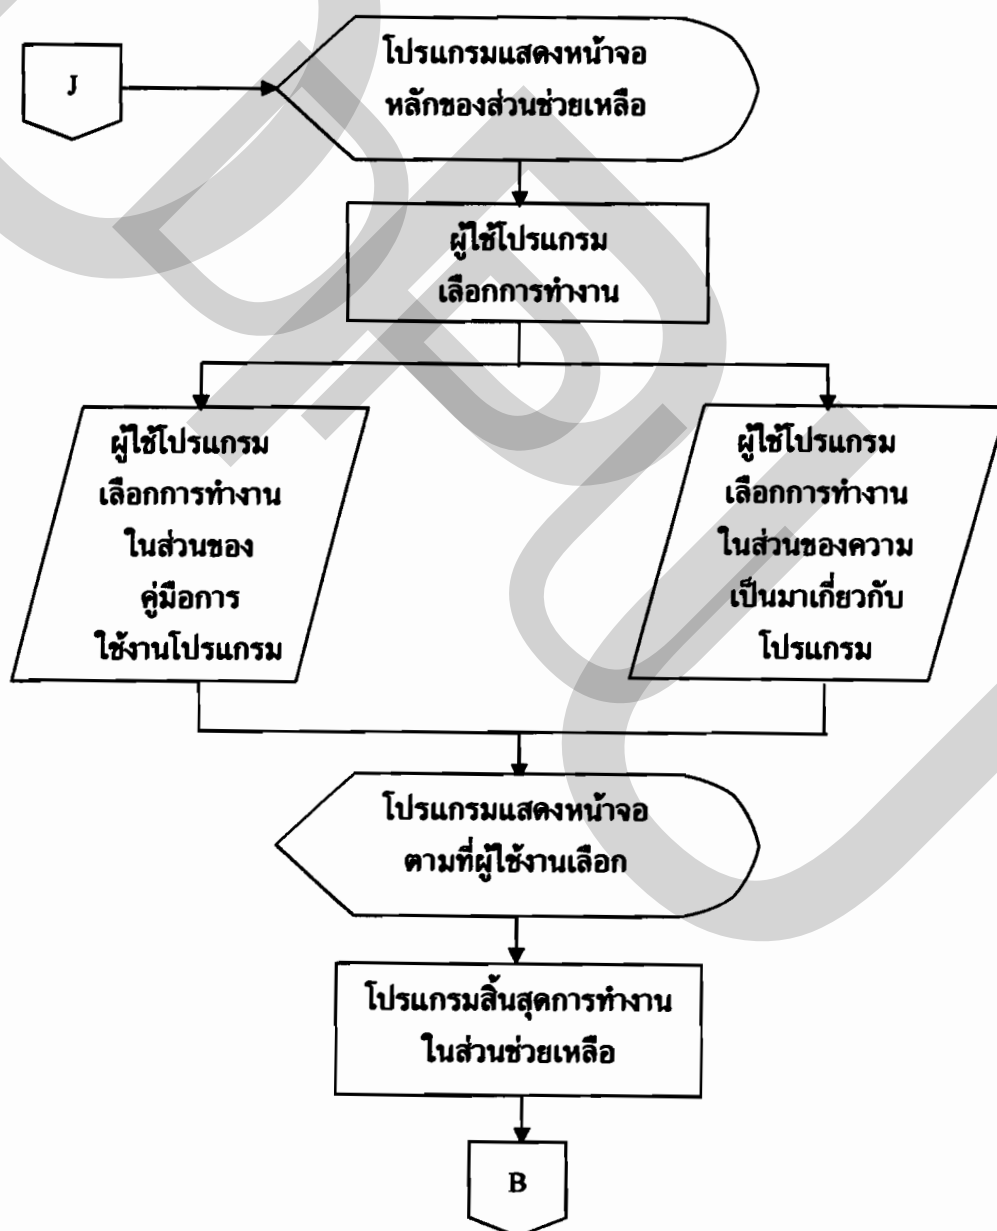 J
โปรแกรมแสดงหน้าจอ
หลักของส่วนช่วยเหลือ
ผู้ใช้โปรแกรม
เลือกการทำงาน
ผู้ใช้โปรแกรม
เลือกการทำงาน
ในส่วนของ
คู่มือการ
ใช้งานโปรแกรม
ผู้ใช้โปรแกรม
เลือกการทำงาน
ในส่วนของความ
เป็นมาเกี่ยวกับ
โปรแกรม
โปรแกรมแสดงหน้าจอ
ตามที่ผู้ใช้งานเลือก
โปรแกรมสิ้นสุดการทำงาน
ในส่วนช่วยเหลือ
B